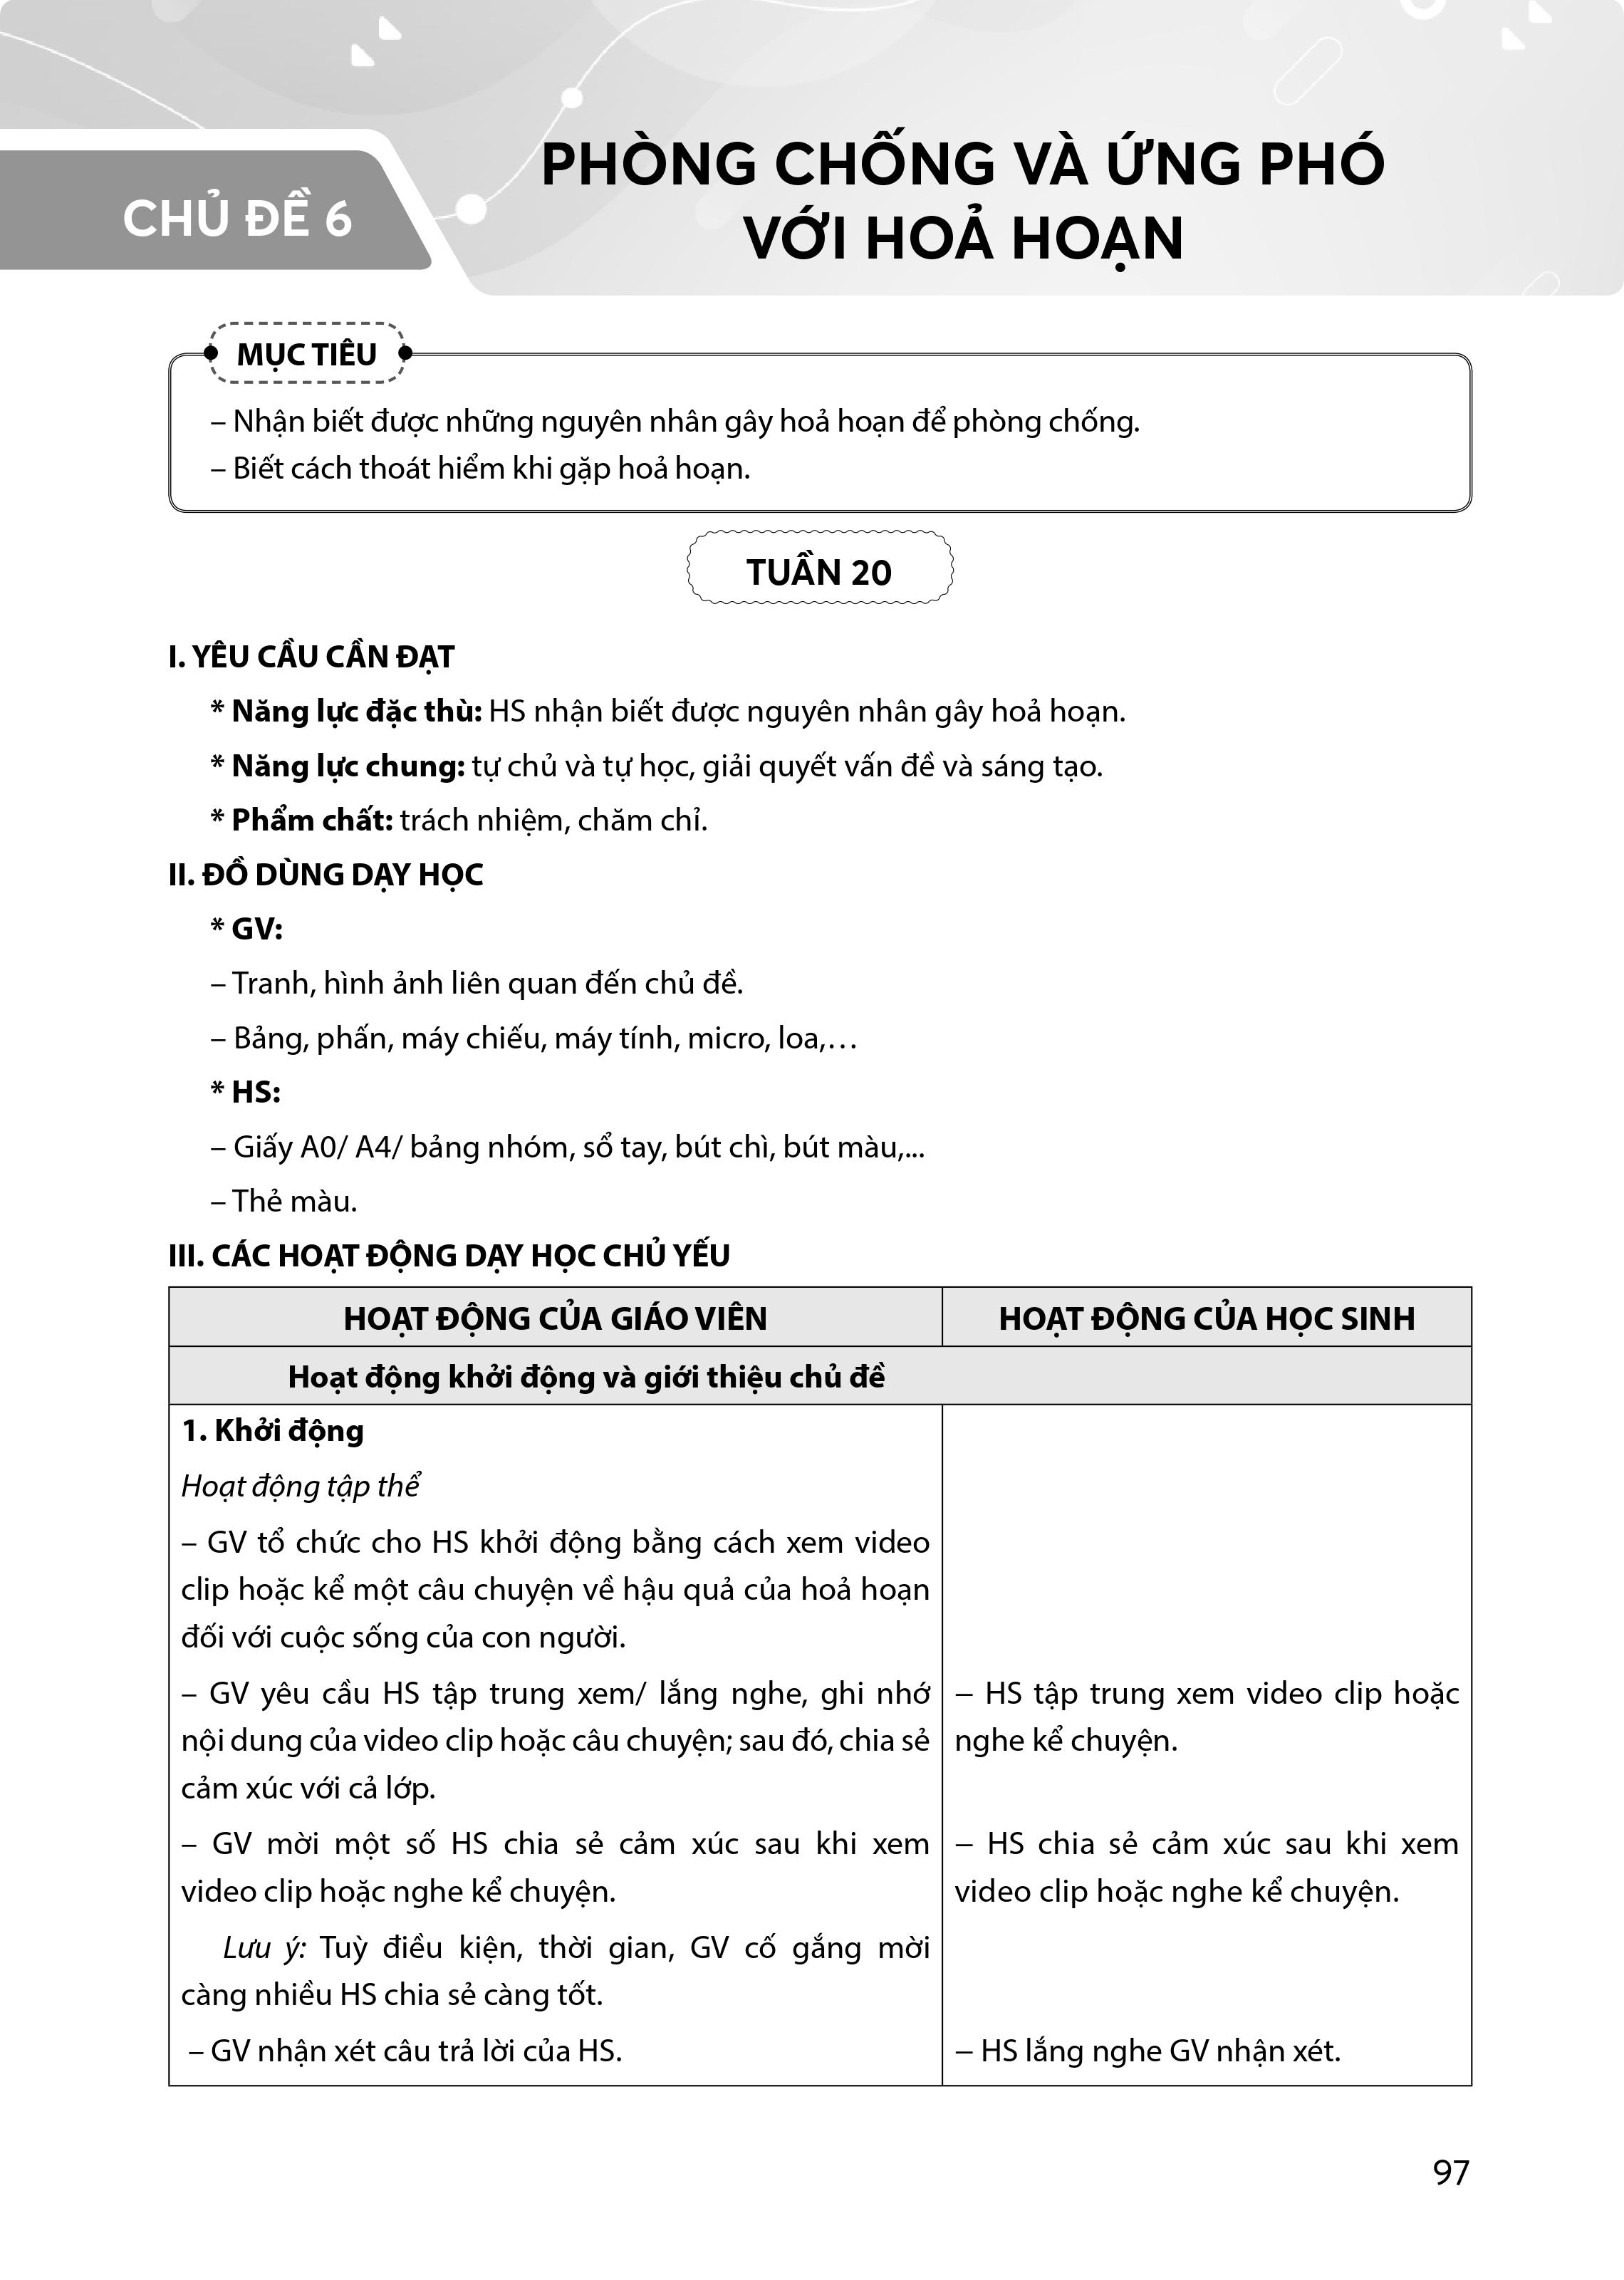 CHỦ ĐỀ 6
PHÒNG CHỐNG VÀ ỨNG PHÓ
VỚI HOẢ HOẠN
MỤC TIÊU
– Nhận biết được những nguyên nhân gây hoả hoạn để phòng chống.
– Biết cách thoát hiểm khi gặp hoả hoạn.
TUẦN 20
I. YÊU CẦU CẦN ĐẠT
* Năng lực đặc thù: HS nhận biết được nguyên nhân gây hoả hoạn.
* Năng lực chung: tự chủ và tự học, giải quyết vấn đề và sáng tạo.
* Phẩm chất: trách nhiệm, chăm chỉ.
II. ĐỒ DÙNG DẠY HỌC
* GV:
– Tranh, hình ảnh liên quan đến chủ đề.
– Bảng, phấn, máy chiếu, máy tính, micro, loa,…
* HS:
– Giấy A0/ A4/ bảng nhóm, sổ tay, bút chì, bút màu,...
– Thẻ màu.
III. CÁC HOẠT ĐỘNG DẠY HỌC CHỦ YẾU
HOẠT ĐỘNG CỦA GIÁO VIÊN
HOẠT ĐỘNG CỦA HỌC SINH
Hoạt động khởi động và giới thiệu chủ đề
1. Khởi động
Hoạt động tập thể
– GV tổ chức cho HS khởi động bằng cách xem video
clip hoặc kể một câu chuyện về hậu quả của hoả hoạn
đối với cuộc sống của con người.
– GV yêu cầu HS tập trung xem/ lắng nghe, ghi nhớ
nội dung của video clip hoặc câu chuyện; sau đó, chia sẻ
cảm xúc với cả lớp.
– HS tập trung xem video clip hoặc
nghe kể chuyện.
– GV mời một số HS chia sẻ cảm xúc sau khi xem
video clip hoặc nghe kể chuyện.
– HS chia sẻ cảm xúc sau khi xem
video clip hoặc nghe kể chuyện.
Lưu ý: Tuỳ điều kiện, thời gian, GV cố gắng mời
càng nhiều HS chia sẻ càng tốt.
– GV nhận xét câu trả lời của HS.
– HS lắng nghe GV nhận xét.
97